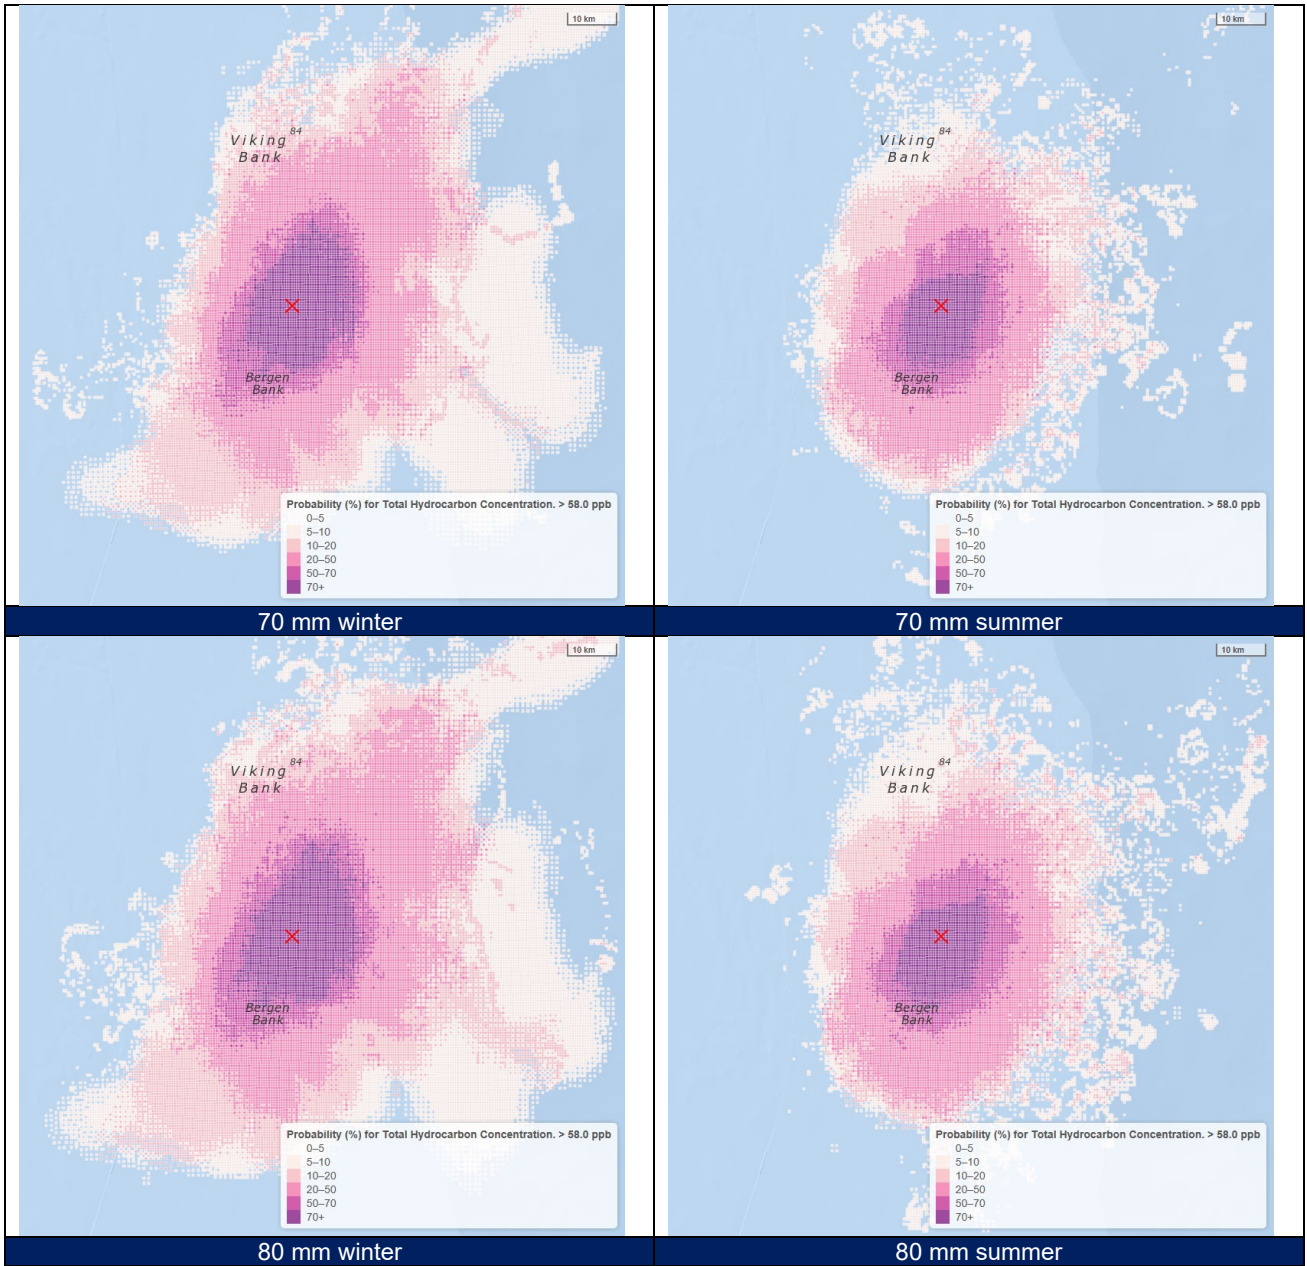 10 km
84
Viking
Bank
Bergen
Bank
Probability (%) for Total Hydrocarbon Concentration. > 58.0 ppb
0–5
5–10
10–20
20–50
50–70
70+
70 mm winter
10 km
84
Viking
Bank
Bergen
Bank
Probability (%) for Total Hydrocarbon Concentration. > 58.0 ppb
0–5
5–10
10–20
20–50
50–70
70+
70 mm summer
10 km
84
Viking
Bank
Bergen
Bank
Probability (%) for Total Hydrocarbon Concentration. > 58.0 ppb
0–5
5–10
10–20
20–50
50–70
70+
80 mm winter
10 km
84
Viking
Bank
Bergen
Bank
Probability (%) for Total Hydrocarbon Concentration. > 58.0 ppb
0–5
5–10
10–20
20–50
50–70
70+
80 mm summer